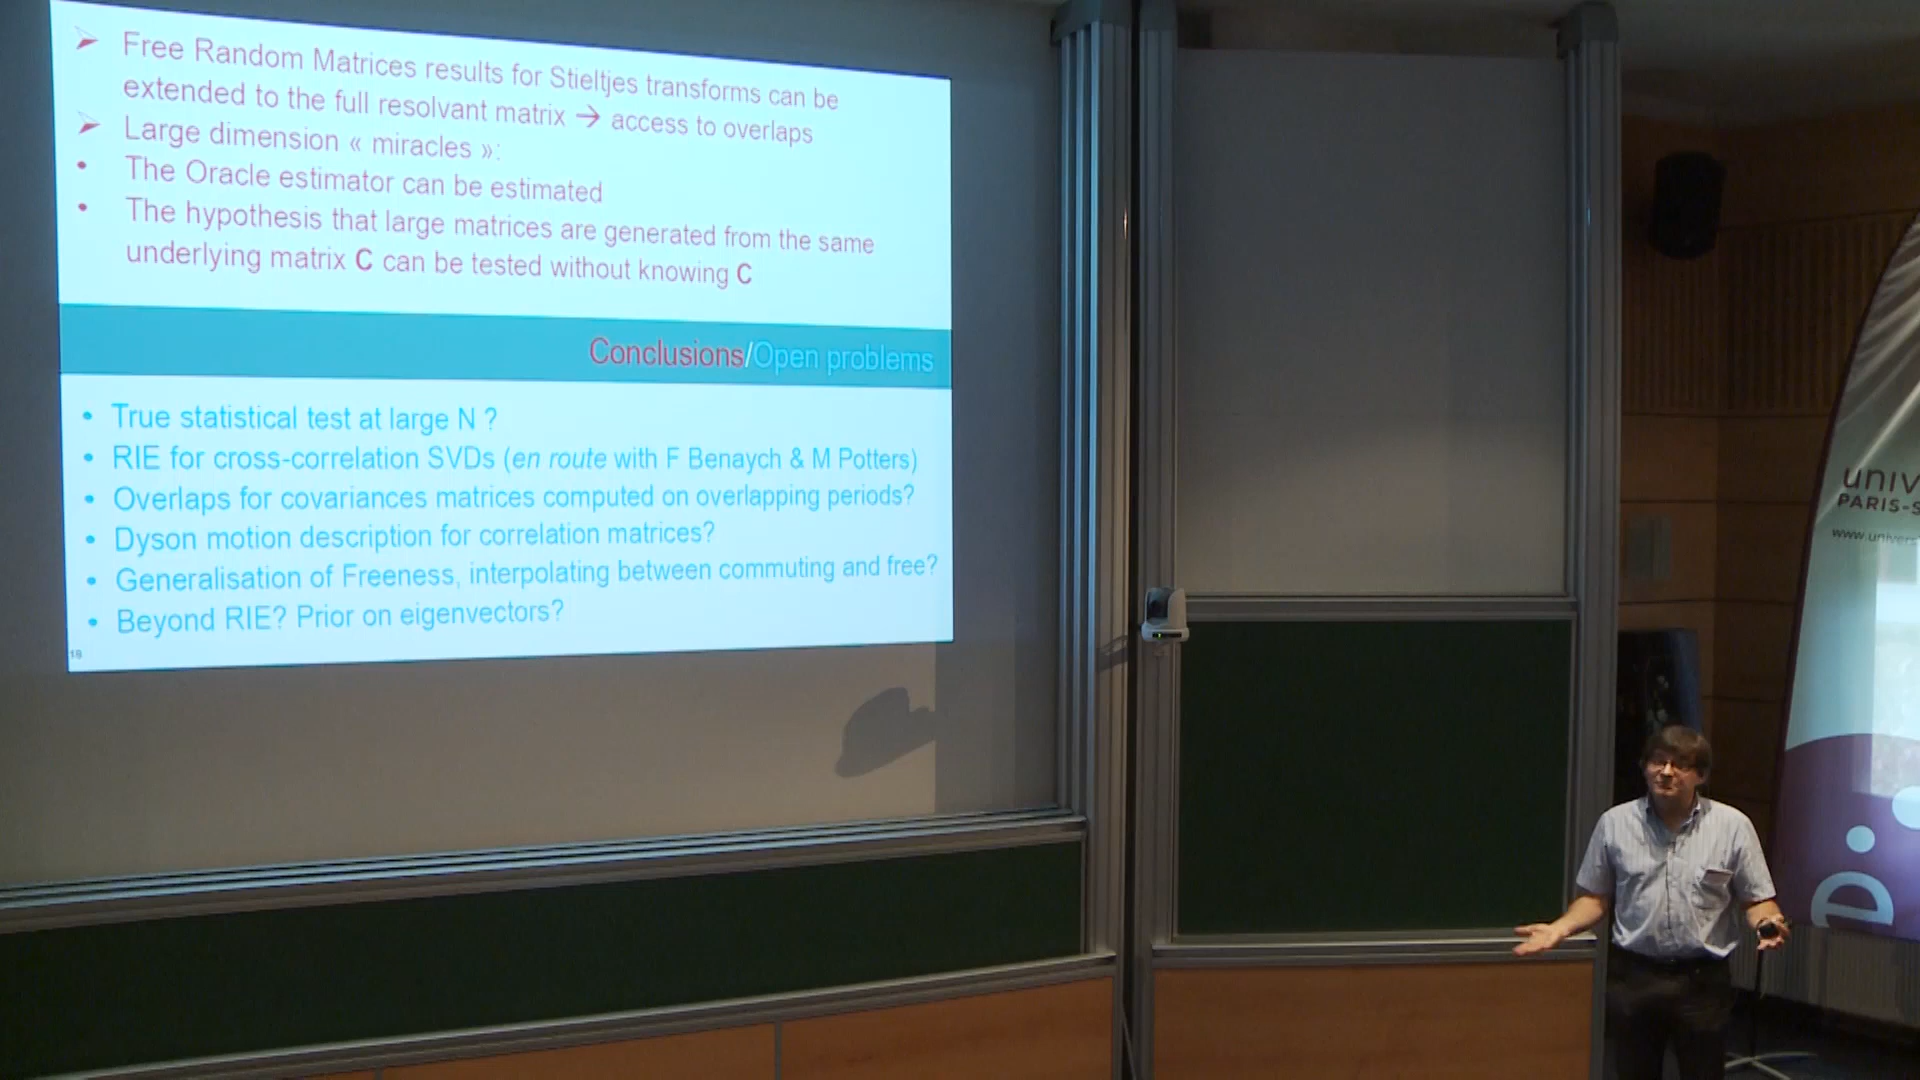 ➢ Free Random Matrices results for Stieltjes transforms can be
extended to the full resolvant matrix → access to overlaps
➢ Large dimension « miracles »:
• The Oracle estimator can be estimated
• The hypothesis that large matrices are generated from the same
underlying matrix C can be tested without knowing C
Conclusions/Open problems
• True statistical test at large N ?
• RIE for cross-correlation SVDs (en route with F Benaych & M Potters)
• Overlaps for covariances matrices computed on overlapping periods?
• Dyson motion description for correlation matrices?
• Generalisation of Freeness, interpolating between commuting and free?
• Beyond RIE? Prior on eigenvectors?
18
univ
PARIS-S
www.univers